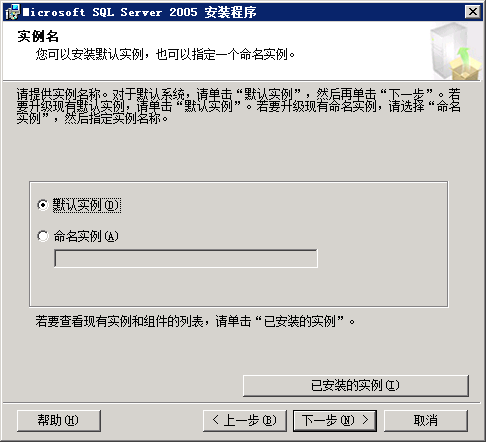 Microsoft SQL Server 2005 安装程序
实例名
您可以安装默认实例,也可以指定一个命名实例。
请提供实例名称。对于默认系统,请单击“默认实例”,然后再单击“下一步”。若
要升级现有默认实例,请单击“默认实例”。若要升级现有命名实例,请选择“命名
实例”,然后指定实例名称。
默认实例(D)
命名实例(A)
若要查看现有实例和组件的列表,请单击“已安装的实例”。
已安装的实例(I)
帮助(H)
< 上一步(B)
下一步(N) >
取消